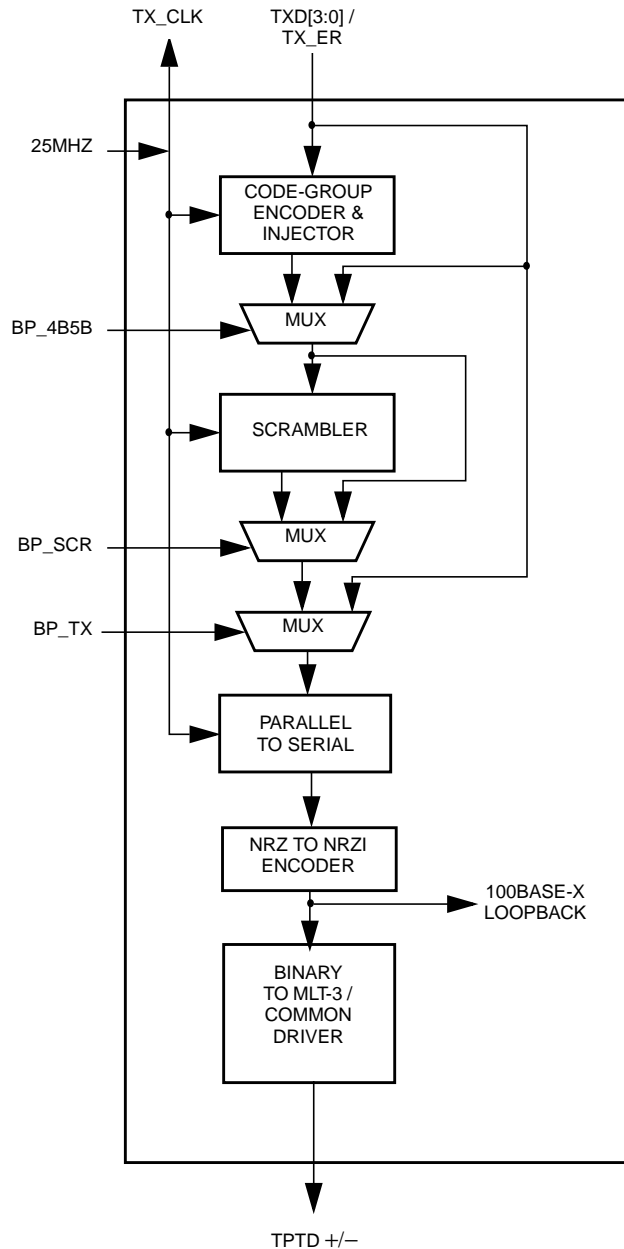 TX_CLK
TXD[3:0] /
TX_ER
25MHZ
CODE-GROUP
ENCODER &
INJECTOR
MUX
BP_4B5B
SCRAMBLER
MUX
BP_SCR
MUX
BP_TX
PARALLEL
TO SERIAL
NRZ TO NRZI
ENCODER
100BASE-X
LOOPBACK
BINARY
TO MLT-3 /
COMMON
DRIVER
TPTD +/−